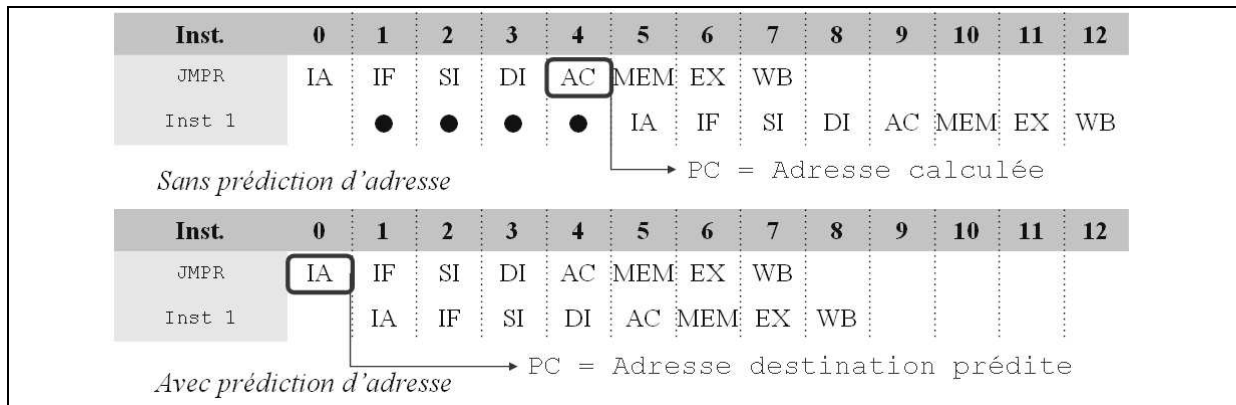 Inst. 0 1 2 3 4 5 6 7 8 9 10 11 12
JMPR IA IF SI DI AC MEM EX WB
Inst 1 ● ● ● ● IA IF SI DI AC MEM EX WB
PC = Adresse calculée
Sans prédiction d'adresse
Inst. 0 1 2 3 4 5 6 7 8 9 10 11 12
JMPR IA IF SI DI AC MEM EX WB
Inst 1 IA IF SI DI AC MEM EX WB
PC = Adresse destination prédite
Avec prédiction d'adresse